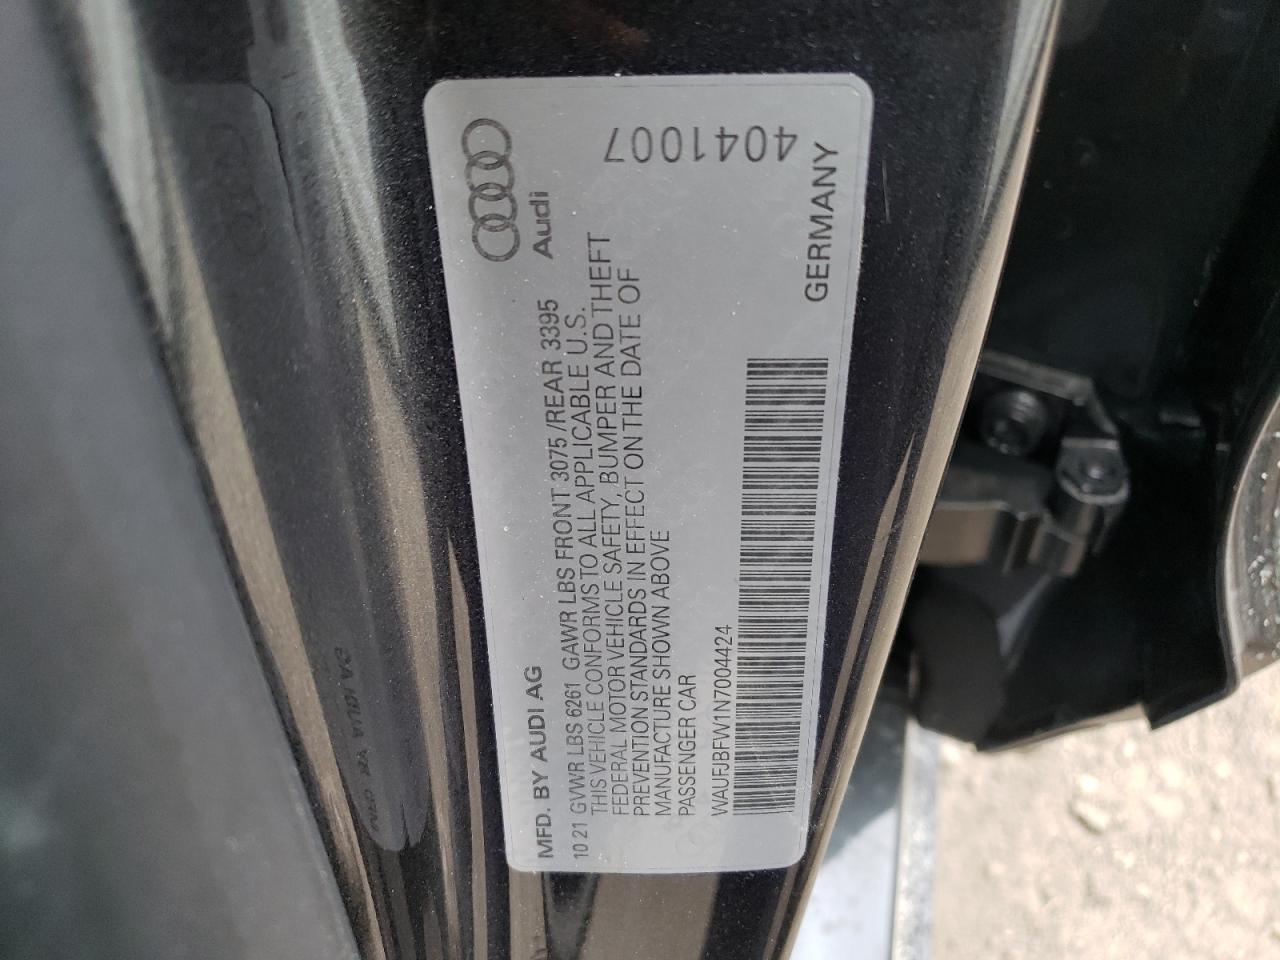 MFD. BY AUDI AG
Audi
10 21 GVWR LBS 6261 GAWR LBS FRONT 3075 /REAR 3395
THIS VEHICLE CONFORMS TO ALL APPLICABLE U.S.
FEDERAL MOTOR VEHICLE SAFETY, BUMPER AND THEFT
PREVENTION STANDARDS IN EFFECT ON THE DATE OF
MANUFACTURE SHOWN ABOVE
PASSENGER CAR
WAUFJBFW1N7004424
GERMANY
4041007